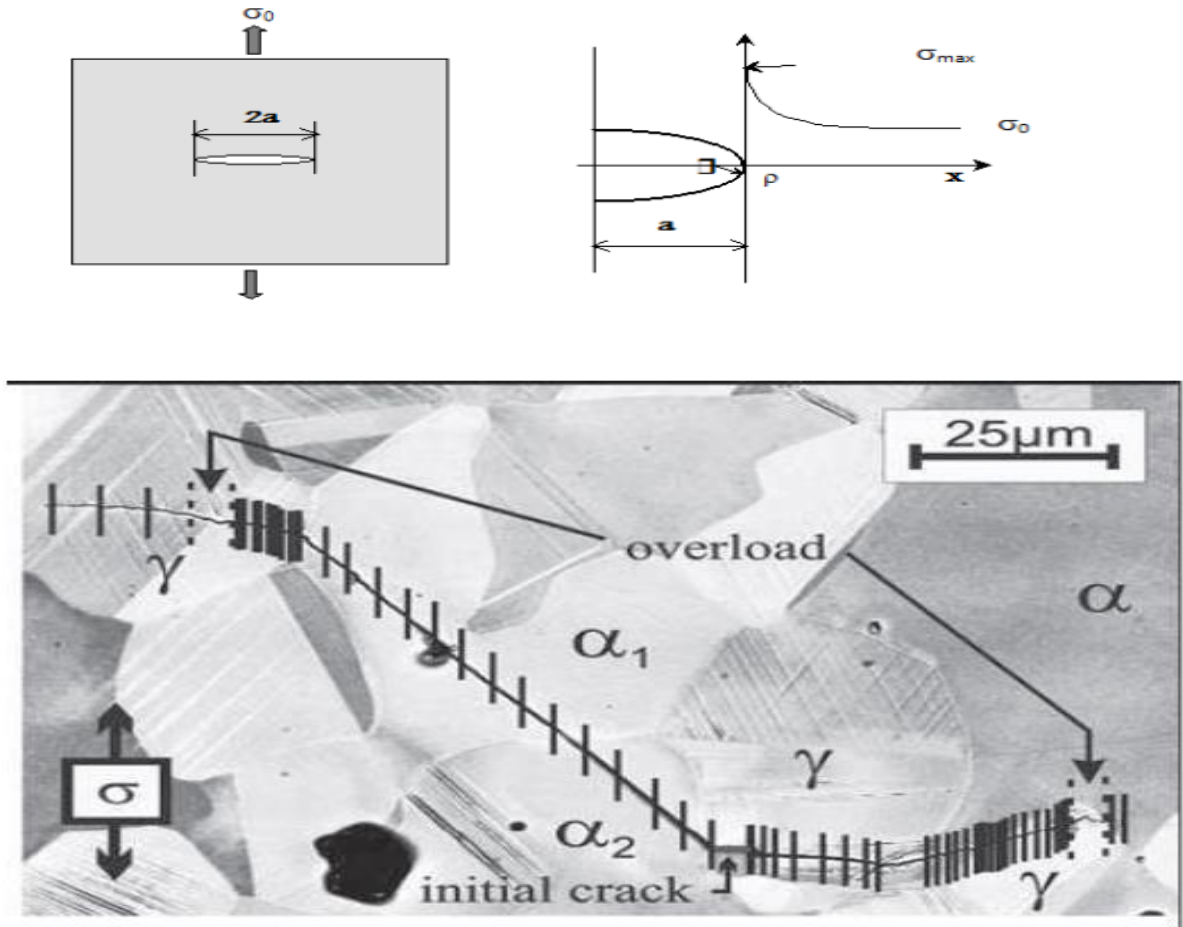 σ₀
2a
a
σmax
σ₀
ρ
x
25μm
overload
γ
α
α₁
σ
γ
α₂
initial crack
γ